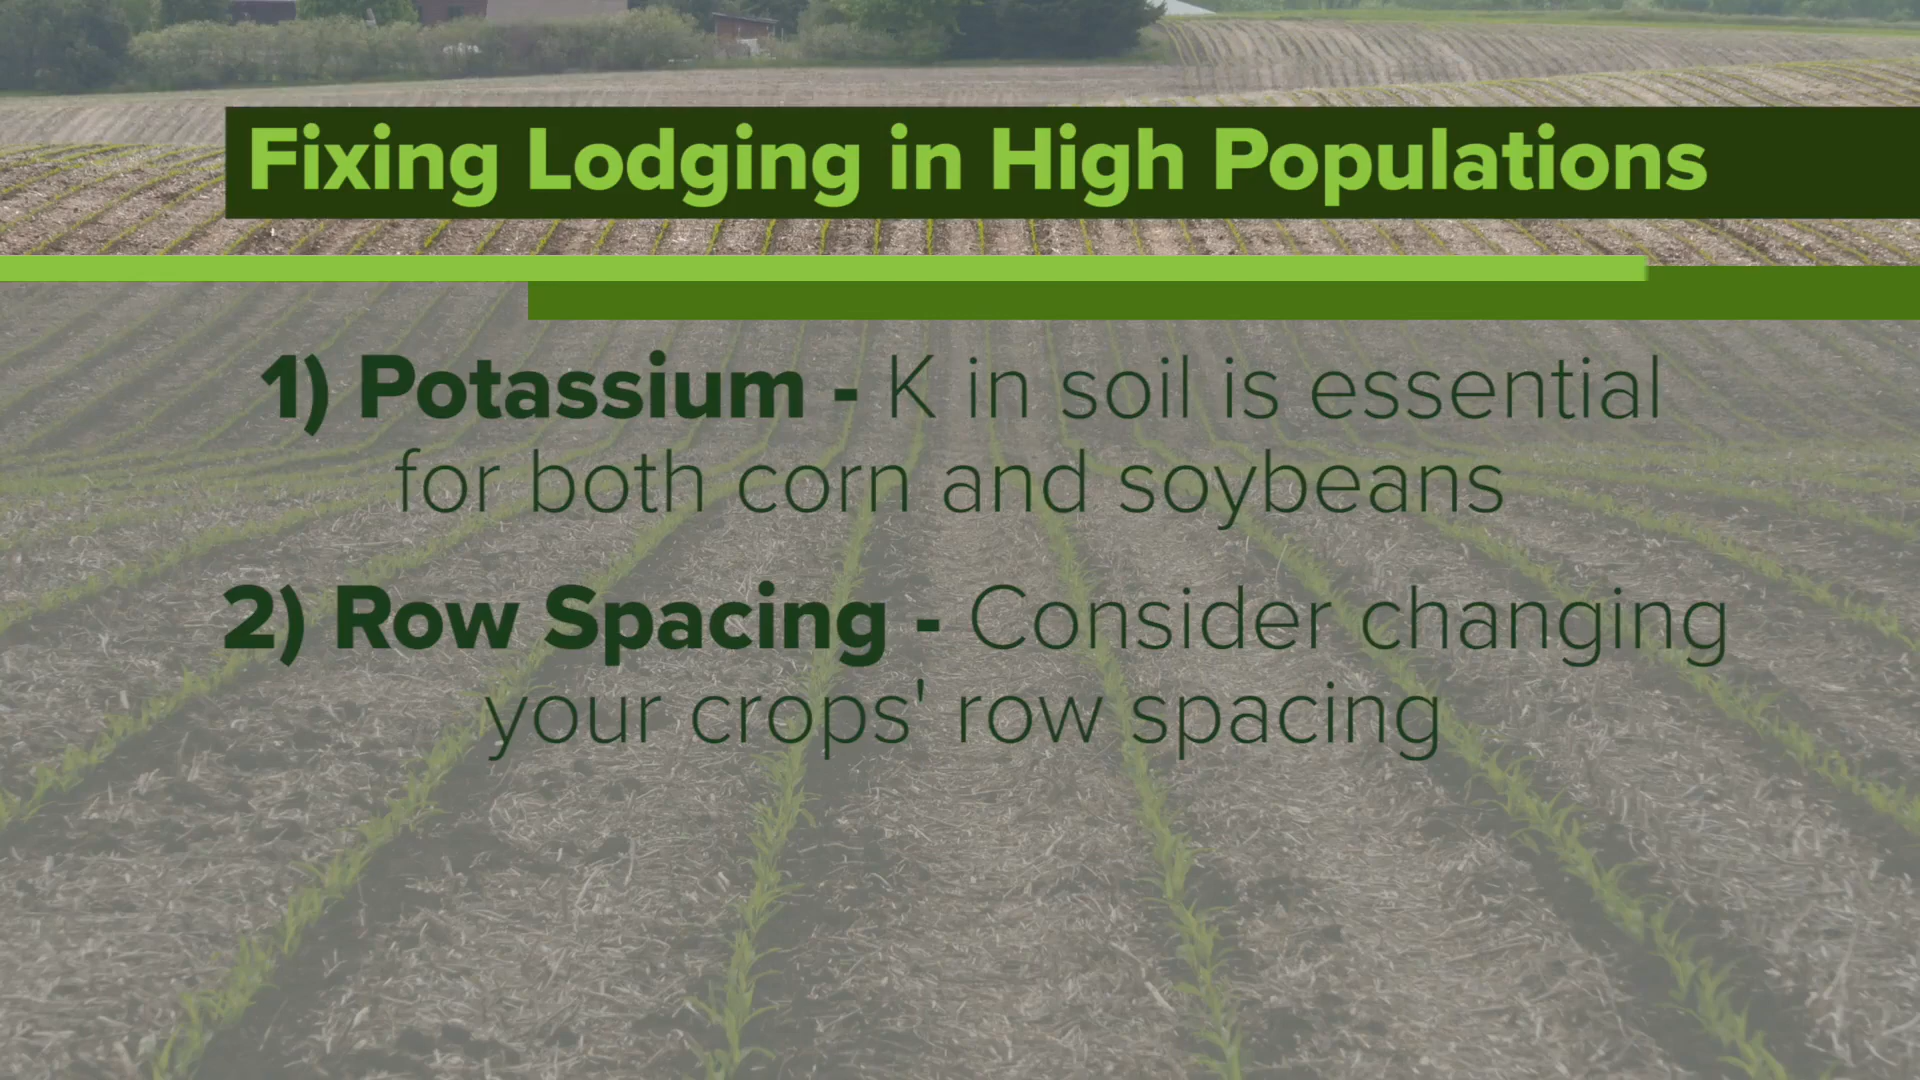 Fixing Lodging in High Populations
1) Potassium - K in soil is essential
for both corn and soybeans
2) Row Spacing - Consider changing
your crops' row spacing